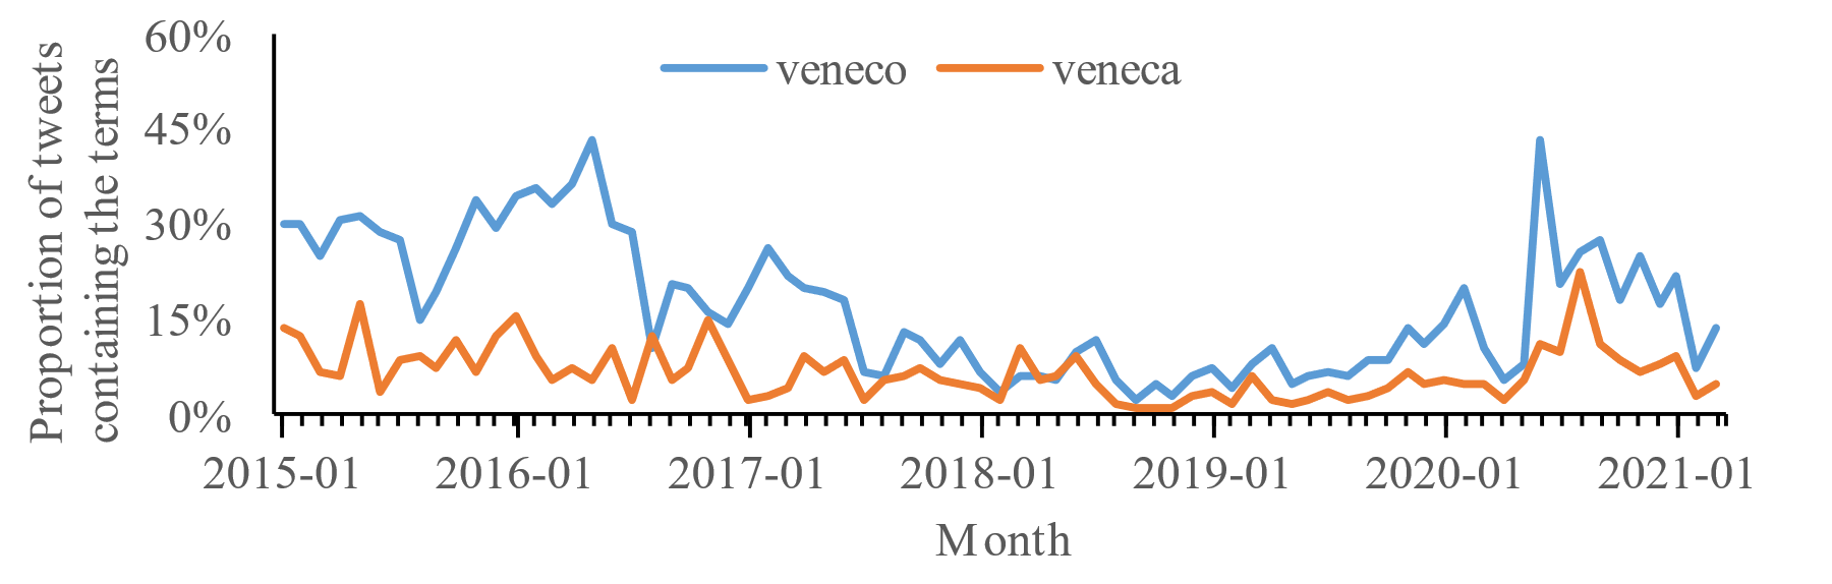 Proportion of tweets
containing the terms
60%
45%
30%
15%
0%
veneco
veneca
2015-01
2016-01
2017-01
2018-01
2019-01
2020-01
2021-01
Month